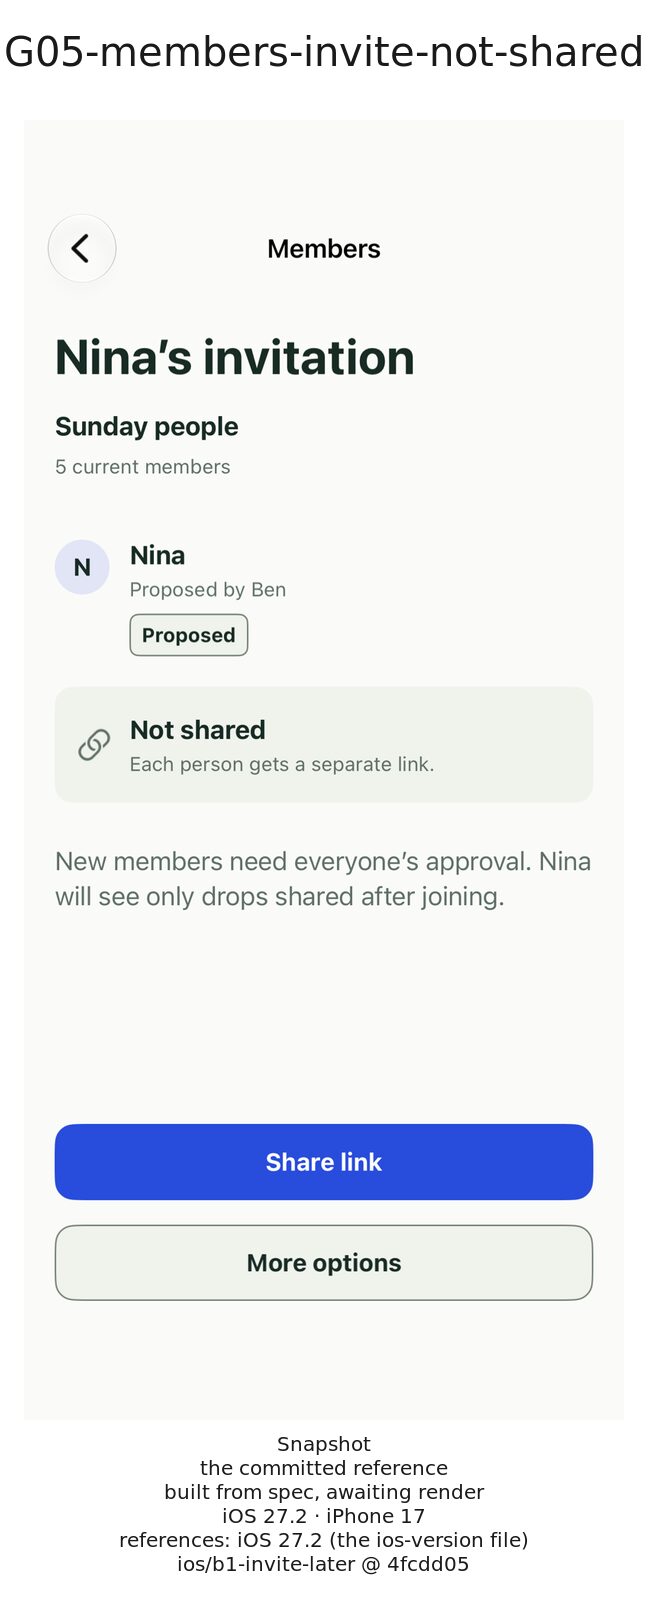 G05-members-invite-not-shared
Members
Nina’s invitation
Sunday people
5 current members
N
Nina
Proposed by Ben
Proposed
Not shared
Each person gets a separate link.
New members need everyone’s approval. Nina
will see only drops shared after joining.
Share link
More options
Snapshot
the committed reference
built from spec, awaiting render
iOS 27.2 · iPhone 17
references: iOS 27.2 (the ios-version file)
ios/b1-invite-later @ 4fcdd05